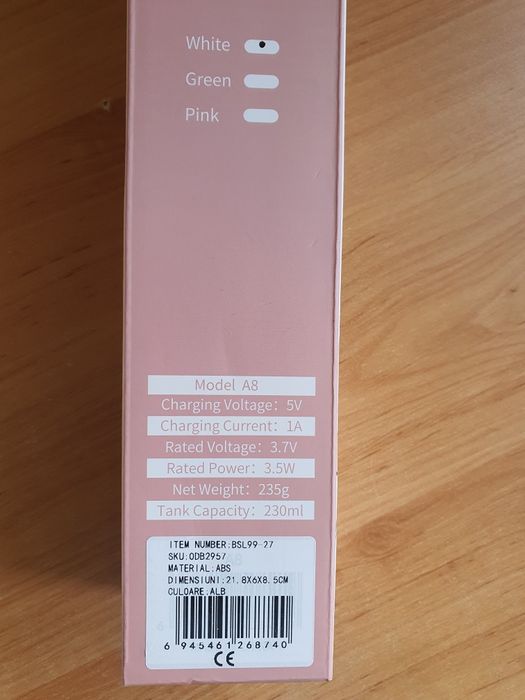 White
Green
Pink
Model A8
Charging Voltage: 5V
Charging Current: 1A
Rated Voltage: 3.7V
Rated Power: 3.5W
Net Weight: 235g
Tank Capacity: 230ml
ITEM NUMBER:BSL99-27
SKU:ODB2957
MATERIAL:ABS
DIMENSIUNI:21.8X6X8.5CM
CULOARE:ALB
6 945461 268740
CE